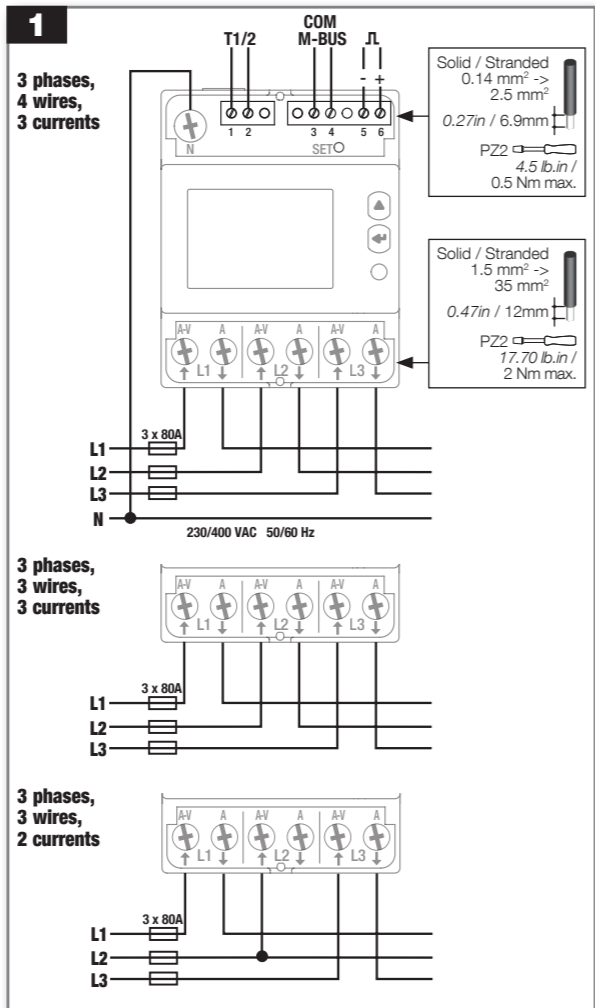 1
3 phases,
4 wires,
3 currents
T1/2
COM
M-BUS
- +
N
1 2 3 4 5 6
SET
Solid / Stranded
0.14 mm² ->
2.5 mm²
0.27in / 6.9mm
PZ2
4.5 lb.in /
0.5 Nm max.
Solid / Stranded
1.5 mm² ->
35 mm²
0.47in / 12mm
PZ2
17.70 lb.in /
2 Nm max.
A-V A A-V A A-V A
L1 L2 L3
3 x 80A
L1
L2
L3
N
230/400 VAC 50/60 Hz
3 phases,
3 wires,
3 currents
A-V A A-V A A-V A
L1 L2 L3
3 x 80A
L1
L2
L3
3 phases,
3 wires,
2 currents
A-V A A-V A A-V A
L1 L2 L3
3 x 80A
L1
L2
L3